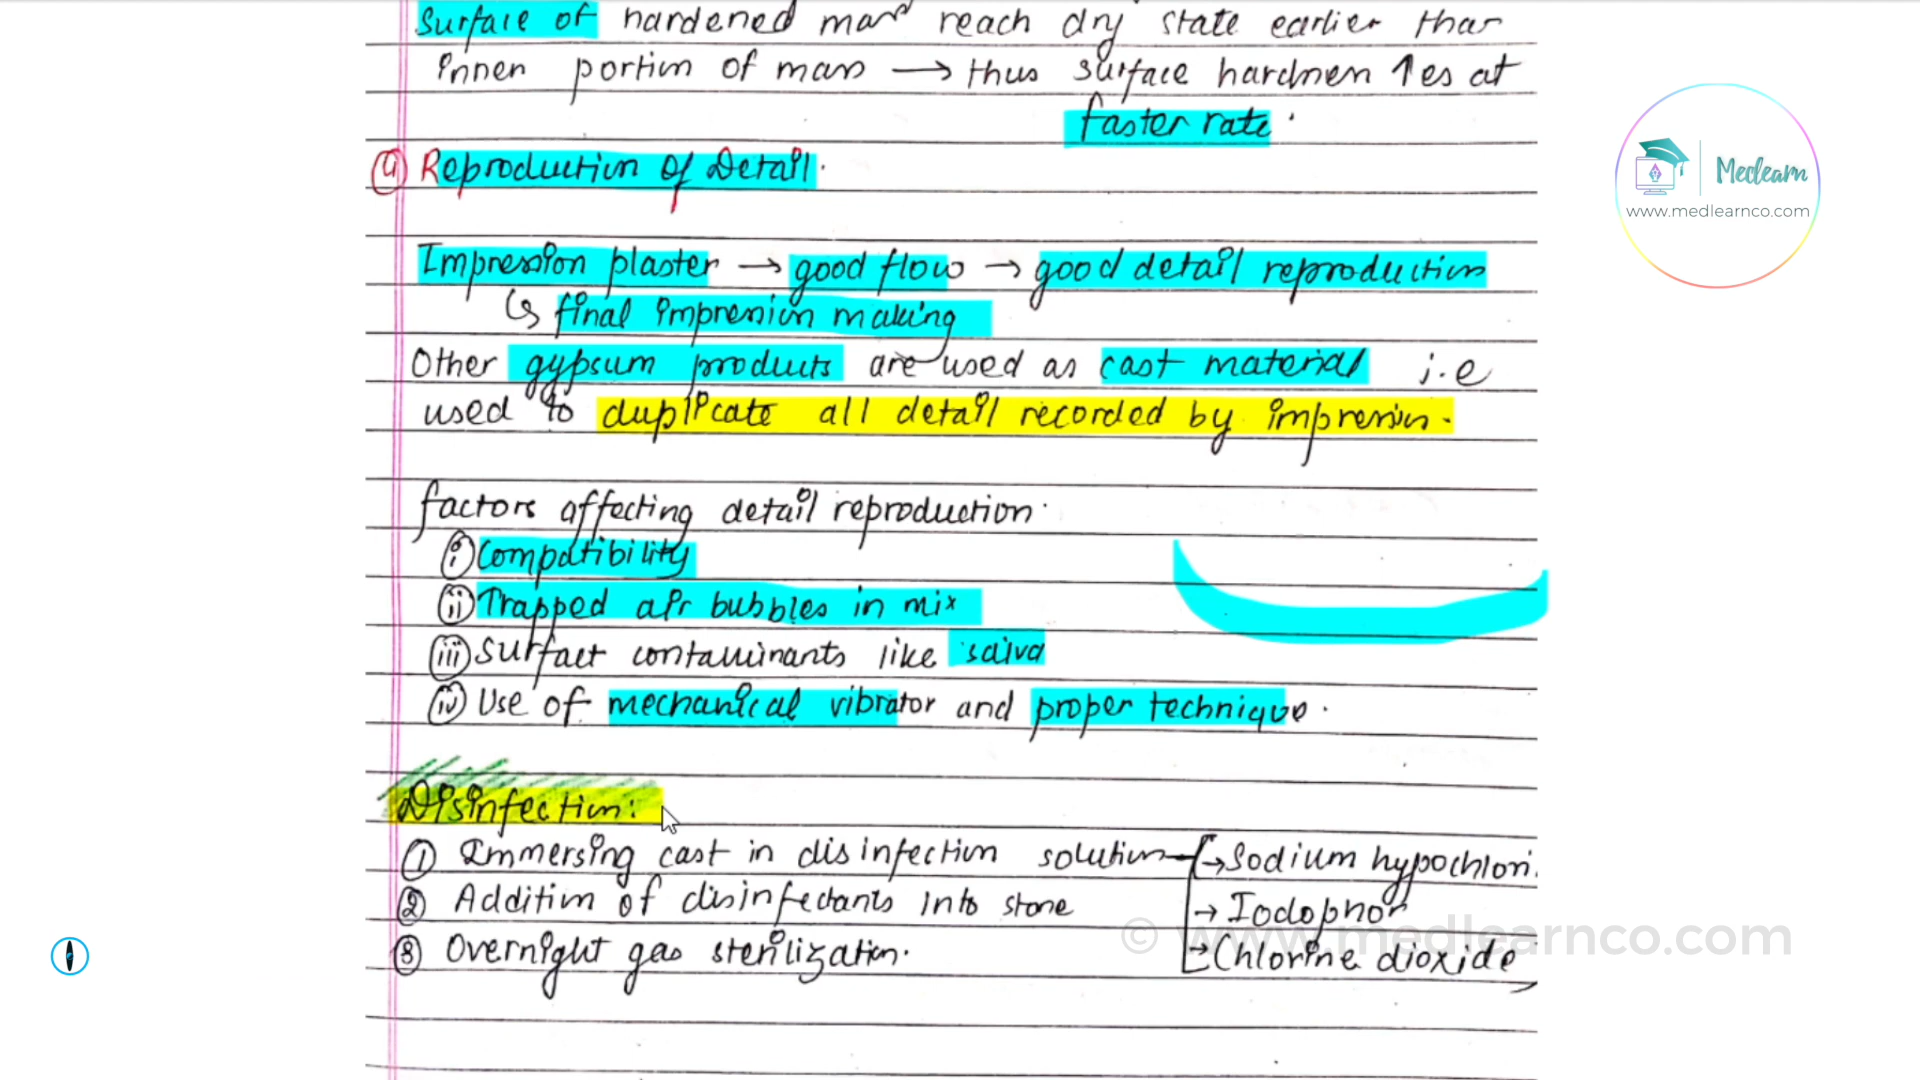 Surface of hardened mass reach dry state earlier than
inner portion of mass → thus surface hardness ↑es at
faster rate.
④ Reproduction of Detail.
Impression plaster → good flow → good detail reproduction
↳ final impression making
Other gypsum products are used as cast material i.e
used to duplicate all detail recorded by impression.
factors affecting detail reproduction.
ⓘ Compatibility
ⓘⓘ Trapped air bubbles in mix
ⓘⓘⓘ Surfact contaminants like saiva
ⓘⓥ Use of mechanical vibrator and proper technique.
Disinfection:
① Immersing cast in disinfection solution → Sodium hypochlori.
② Addition of disinfectants into stone → Iodophor
③ Overnight gas sterilization. → Chlorine dioxide
Medlearn
www.medlearnco.com
© www.medlearnco.com